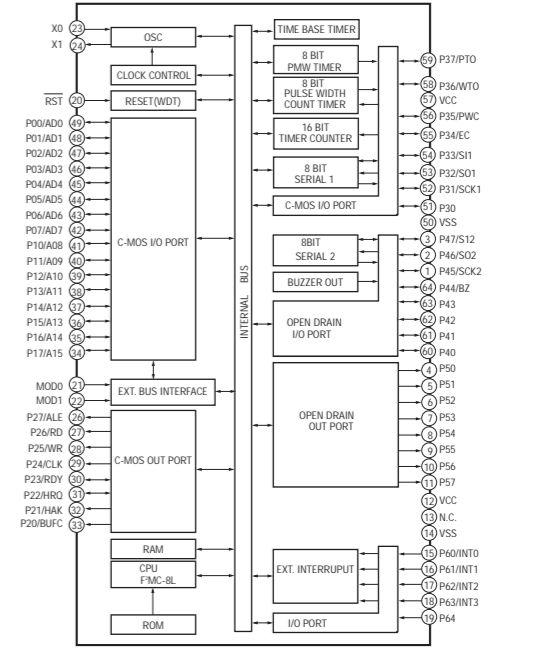 X0 23
X1 24
RST 20
P00/AD0 49
P01/AD1 48
P02/AD2 47
P03/AD3 46
P04/AD4 45
P05/AD5 44
P06/AD6 43
P07/AD7 42
P10/A08 41
P11/A09 40
P12/A10 39
P13/A11 38
P14/A12 37
P15/A13 36
P16/A14 35
P17/A15 34
MOD0 21
MOD1 22
P27/ALE 26
P26/RD 27
P25/WR 28
P24/CLK 29
P23/RDY 30
P22/HRQ 31
P21/HAK 32
P20/BUFC 33
OSC
CLOCK CONTROL
RESET(WDT)
C-MOS I/O PORT
EXT. BUS INTERFACE
C-MOS OUT PORT
RAM
CPU
F²MC-8L
ROM
INTERNAL BUS
TIME BASE TIMER
8 BIT
PMW TIMER
8 BIT
PULSE WIDTH
COUNT TIMER
16 BIT
TIMER COUNTER
8 BIT
SERIAL 1
C-MOS I/O PORT
8BIT
SERIAL 2
BUZZER OUT
OPEN DRAIN
I/O PORT
OPEN DRAIN
OUT PORT
EXT. INTERRUPUT
I/O PORT
59 P37/PTO
58 P36/WTO
57 VCC
56 P35/PWC
55 P34/EC
54 P33/SI1
53 P32/SO1
52 P31/SCK1
51 P30
50 VSS
3 P47/S12
2 P46/SO2
1 P45/SCK2
64 P44/BZ
63 P43
62 P42
61 P41
60 P40
4 P50
5 P51
6 P52
7 P53
8 P54
9 P55
10 P56
11 P57
12 VCC
13 N.C.
14 VSS
15 P60/INT0
16 P61/INT1
17 P62/INT2
18 P63/INT3
19 P64